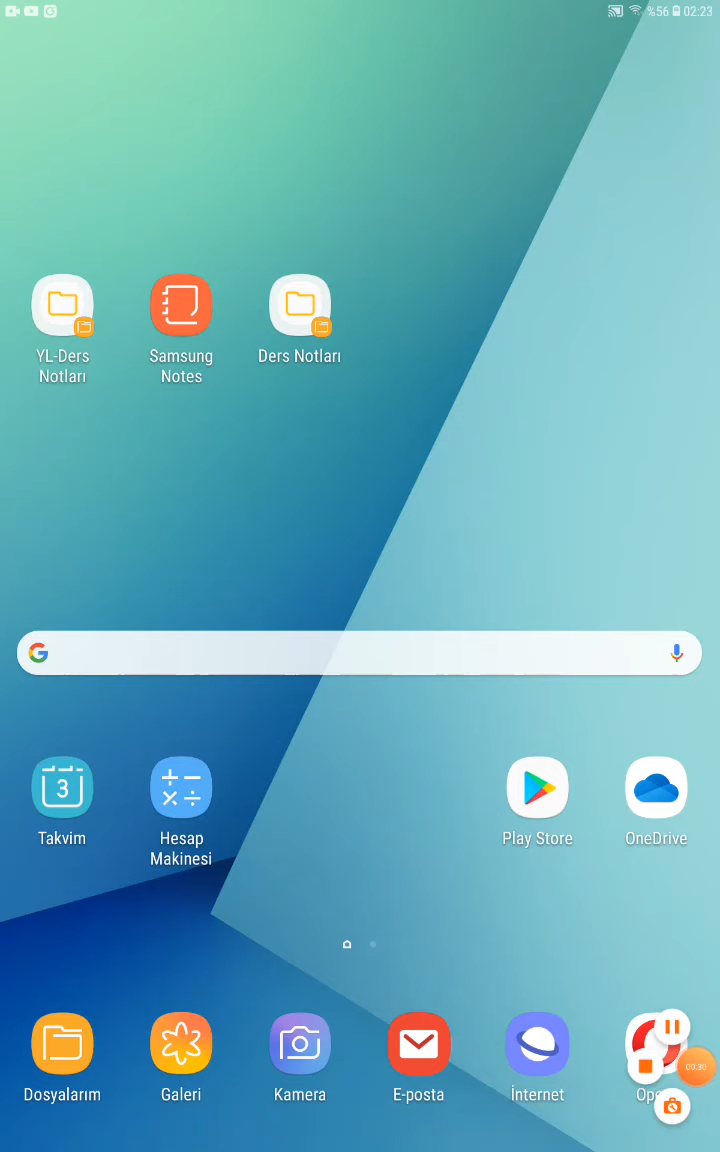 %56 02:23
YL-Ders
Notları
Samsung
Notes
Ders Notları
3
Takvim
Hesap
Makinesi
Play Store
OneDrive
Dosyalarım
Galeri
Kamera
E-posta
İnternet
00:30